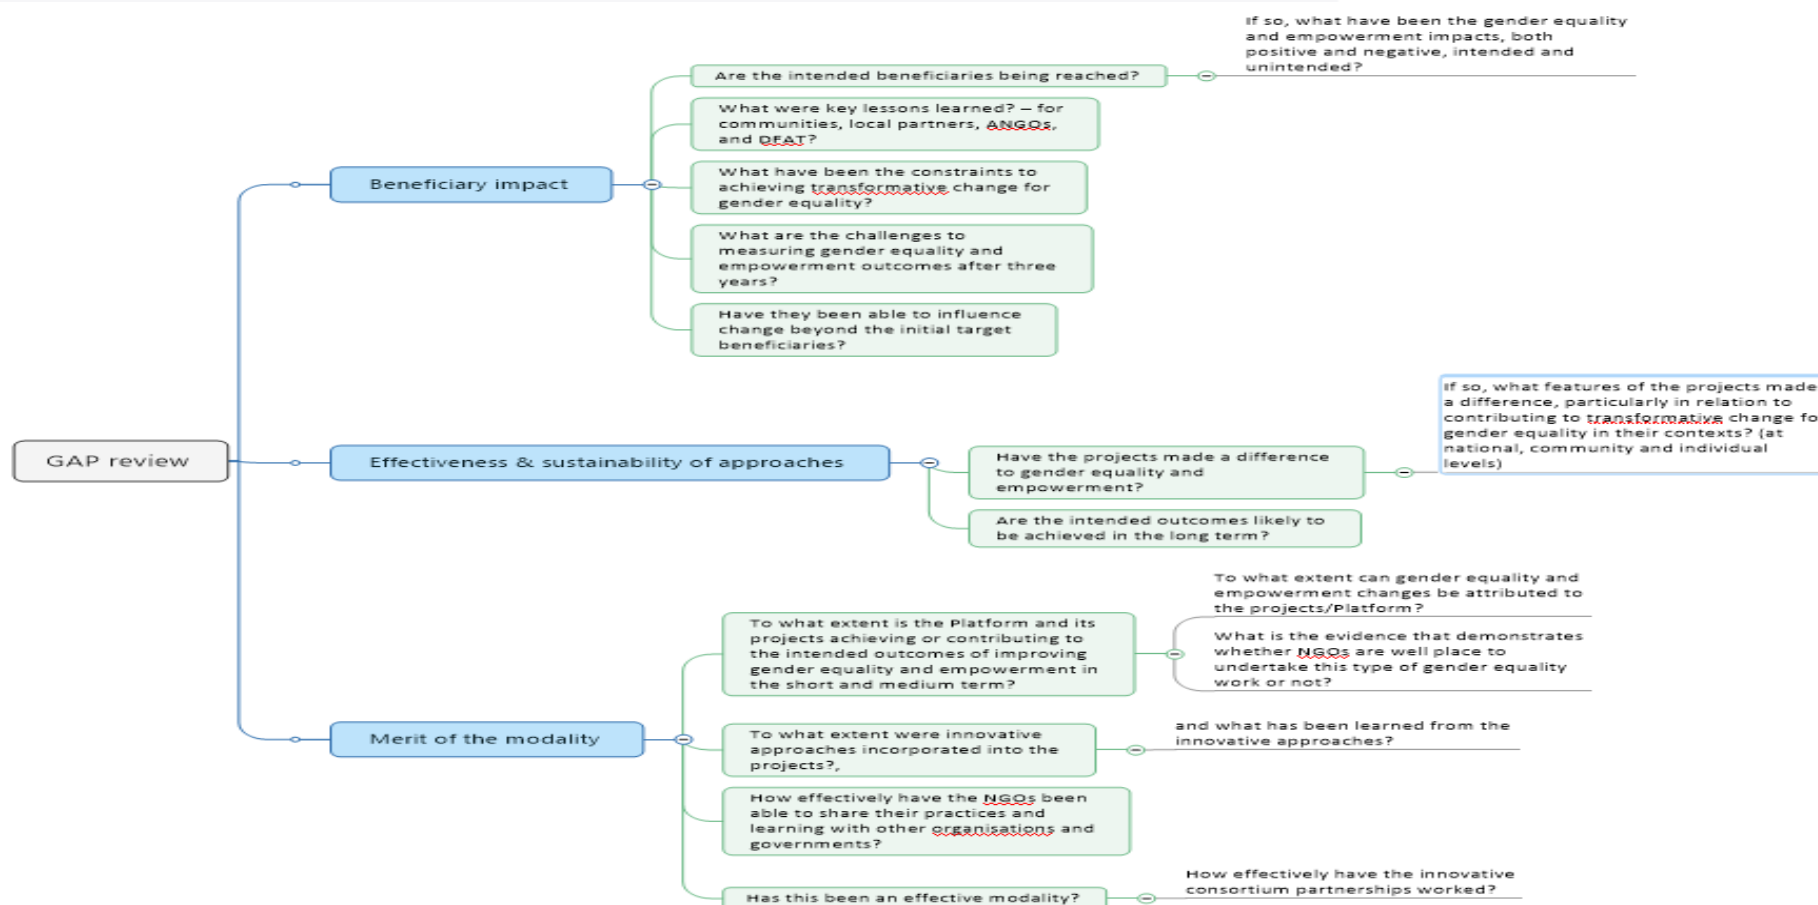 If so, what have been the gender equality
and empowerment impacts, both
positive and negative, intended and
unintended?
Are the intended beneficiaries being reached?
What were key lessons learned? – for
communities, local partners, ANGOs,
and DFAT?
Beneficiary impact
What have been the constraints to
achieving transformative change for
gender equality?
What are the challenges to
measuring gender equality and
empowerment outcomes after three
years?
Have they been able to influence
change beyond the initial target
beneficiaries?
GAP review
Effectiveness & sustainability of approaches
Have the projects made a difference
to gender equality and
empowerment?
If so, what features of the projects made
a difference, particularly in relation to
contributing to transformative change fo
gender equality in their contexts? (at
national, community and individual
levels)
Are the intended outcomes likely to
be achieved in the long term?
Merit of the modality
To what extent is the Platform and its
projects achieving or contributing to
the intended outcomes of improving
gender equality and empowerment in
the short and medium term?
To what extent can gender equality and
empowerment changes be attributed to
the projects/Platform?
What is the evidence that demonstrates
whether NGOs are well place to
undertake this type of gender equality
work or not?
To what extent were innovative
approaches incorporated into the
projects?,
and what has been learned from the
innovative approaches?
How effectively have the NGOs been
able to share their practices and
learning with other organisations and
governments?
Has this been an effective modality?
How effectively have the innovative
consortium partnerships worked?